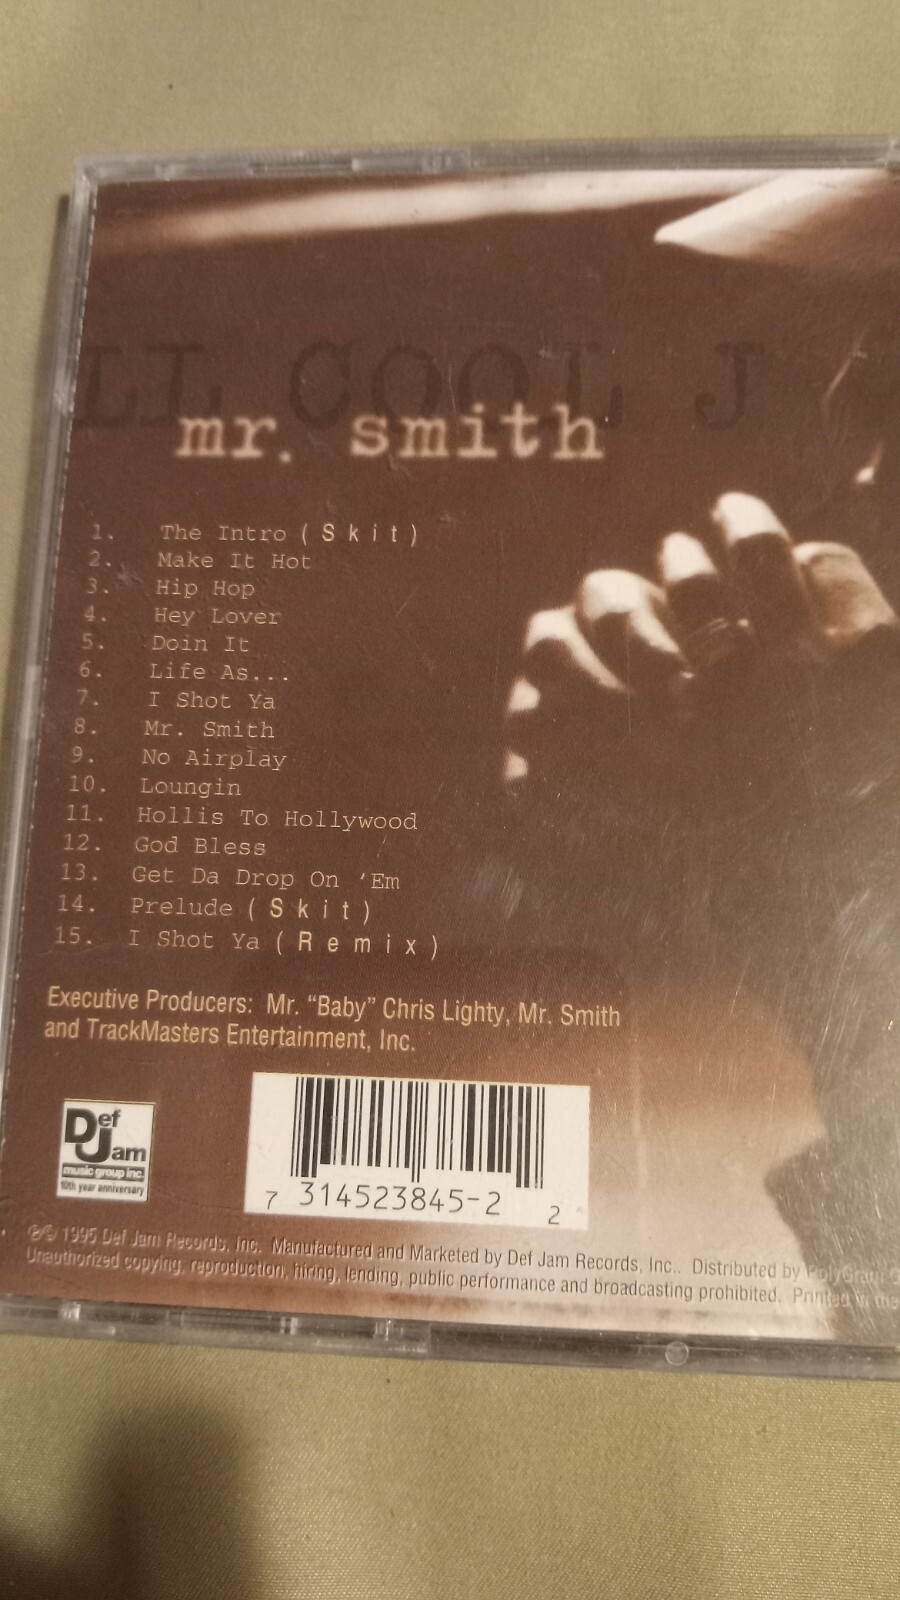 LL COOL J
mr. smith
1. The Intro (Skit)
2. Make It Hot
3. Hip Hop
4. Hey Lover
5. Doin It
6. Life As...
7. I Shot Ya
8. Mr. Smith
9. No Airplay
10. Loungin
11. Hollis To Hollywood
12. God Bless
13. Get Da Drop On ‘Em
14. Prelude (Skit)
15. I Shot Ya (Remix)
Executive Producers: Mr. “Baby” Chris Lighty, Mr. Smith
and TrackMasters Entertainment, Inc.
Def
Jam
music group inc.
10th year anniversary
7 314523845-2 2
℗© 1995 Def Jam Records, Inc. Manufactured and Marketed by Def Jam Records, Inc.. Distributed by PolyGram
Unauthorized copying, reproduction, hiring, lending, public performance and broadcasting prohibited. Printed in the